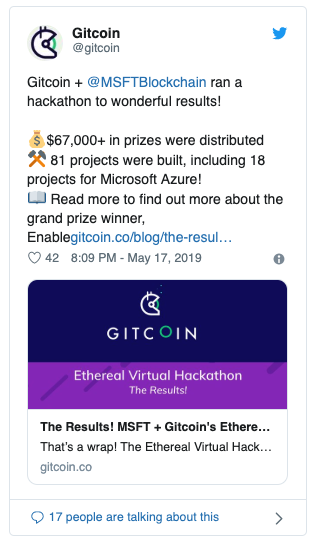 Gitcoin
@gitcoin
Gitcoin + @MSFTBlockchain ran a
hackathon to wonderful results!
💰$67,000+ in prizes were distributed
⚒ 81 projects were built, including 18
projects for Microsoft Azure!
📖 Read more to find out more about the
grand prize winner,
Enablegitcoin.co/blog/the-resul…
42 8:09 PM - May 17, 2019
GITCOIN
Ethereal Virtual Hackathon
The Results!
The Results! MSFT + Gitcoin's Ethere…
That's a wrap! The Ethereal Virtual Hack…
gitcoin.co
17 people are talking about this